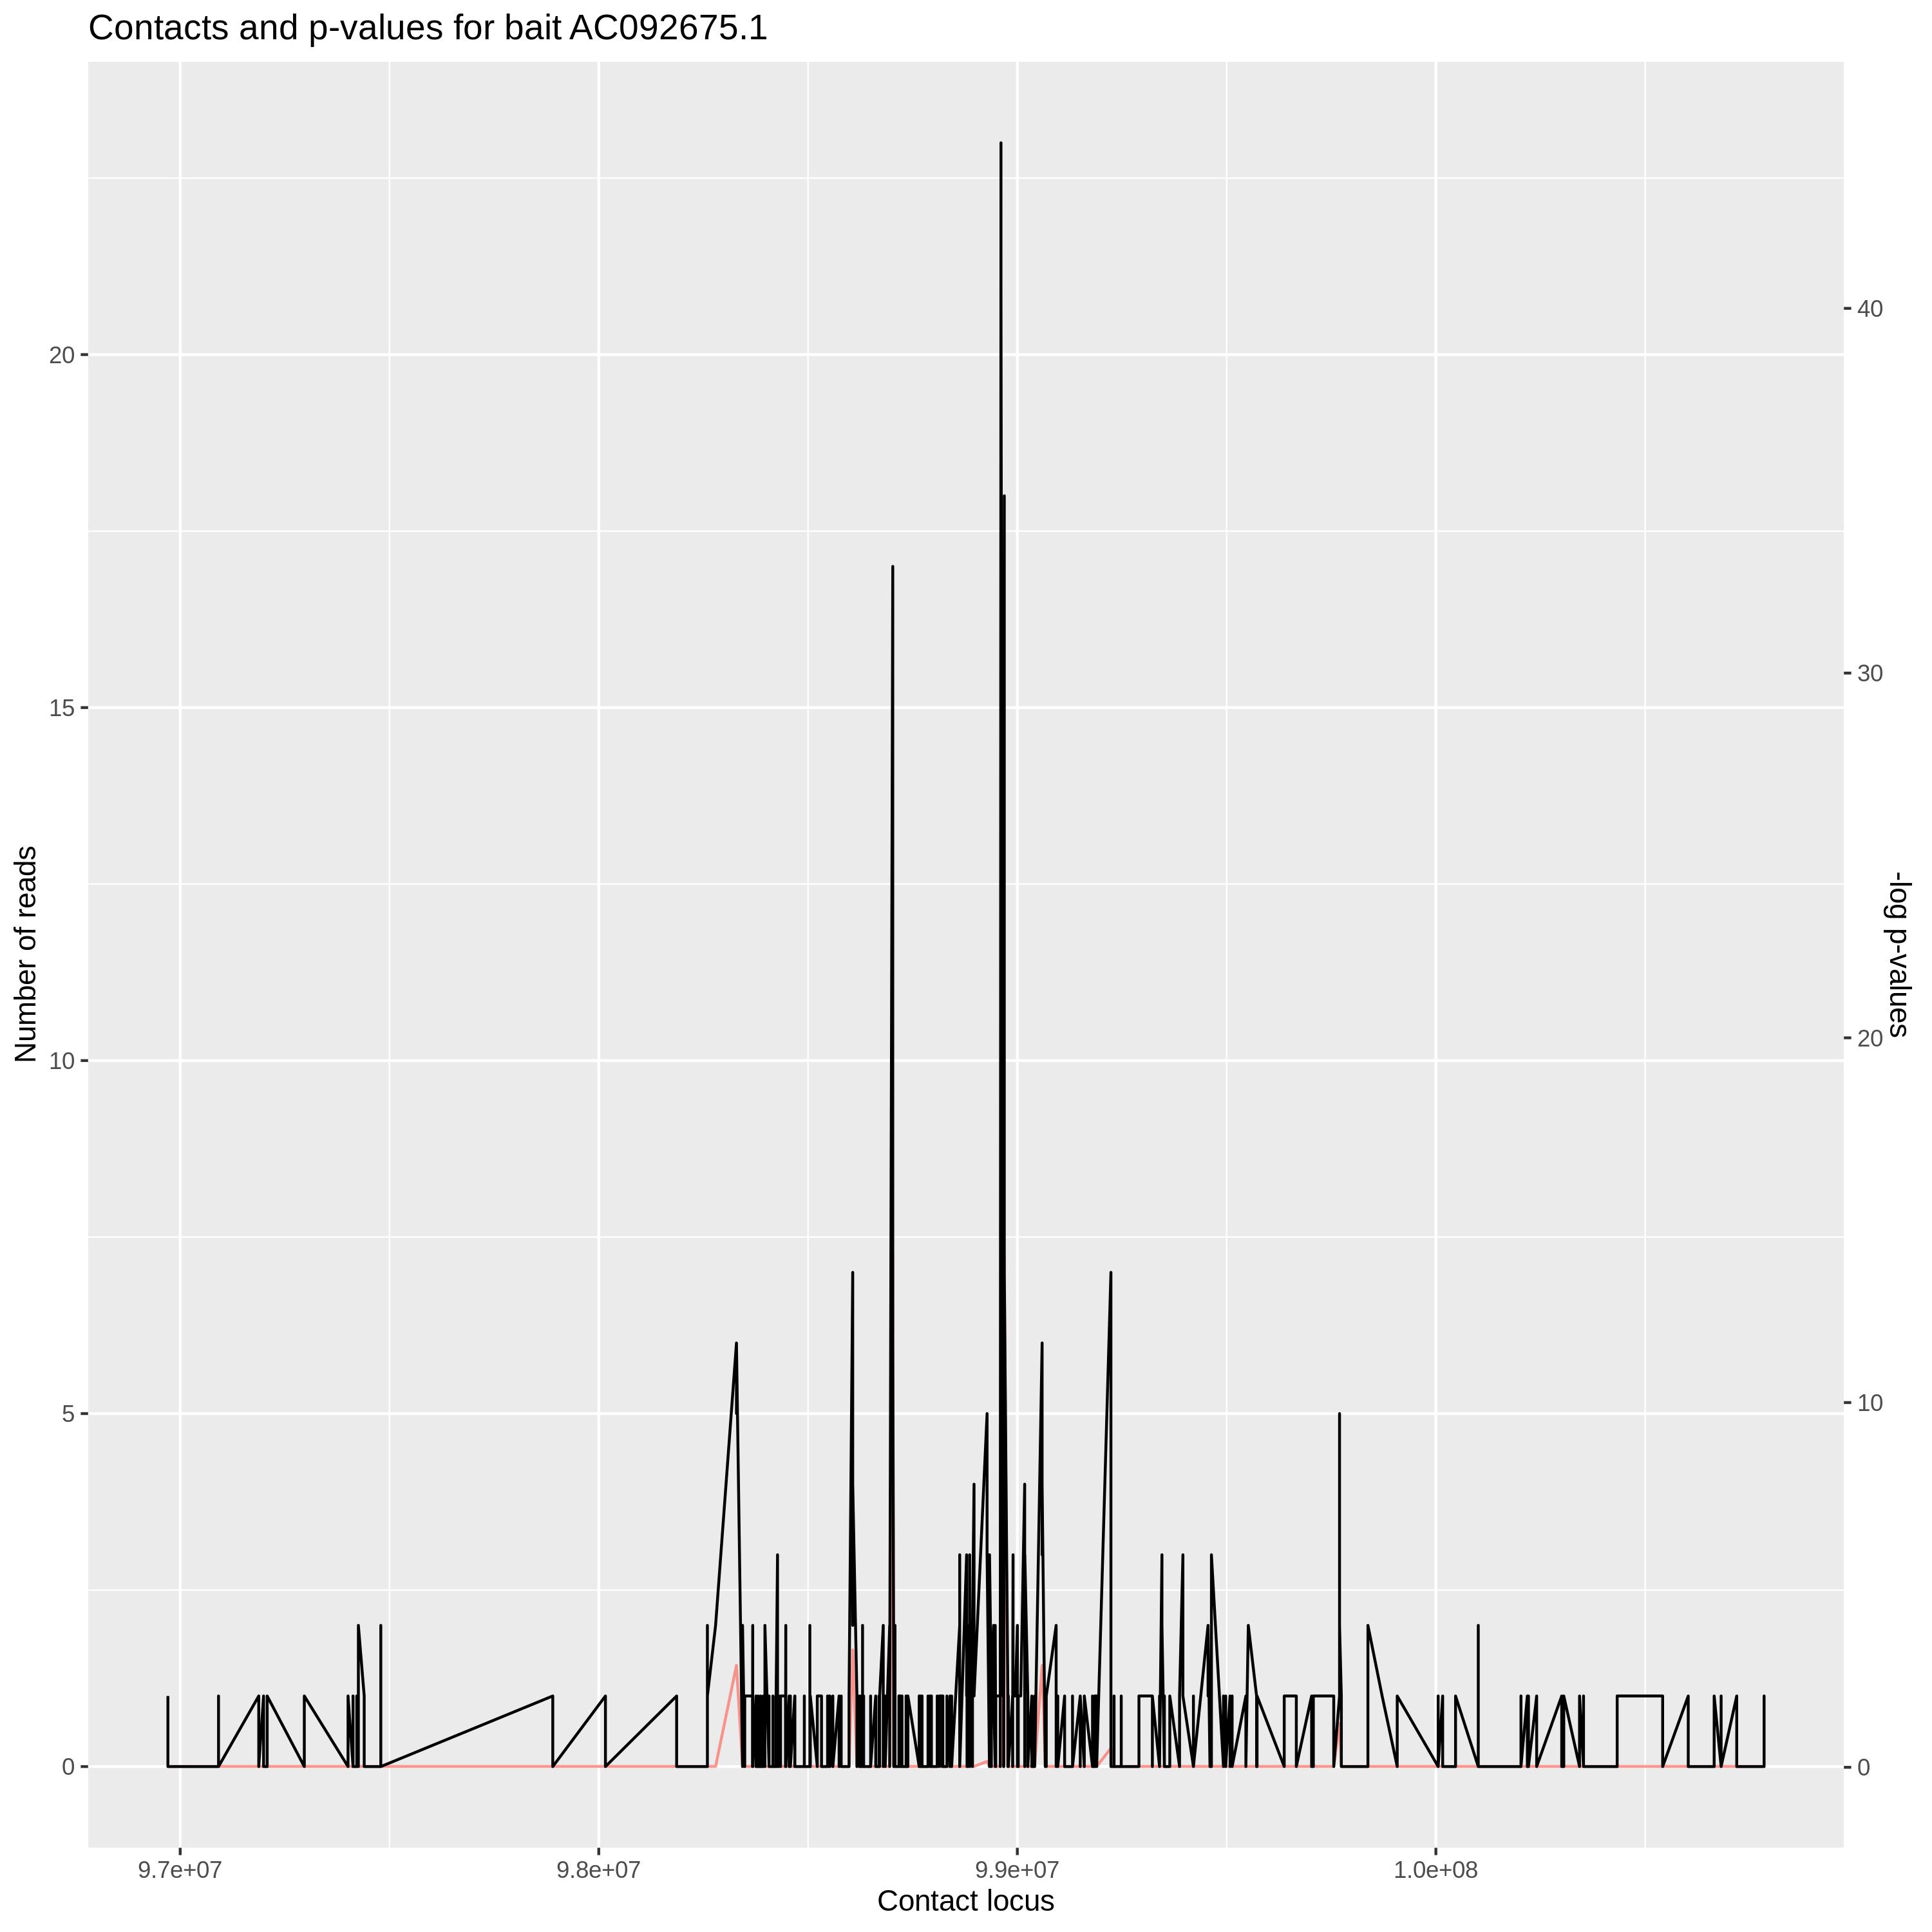 Contacts and p-values for bait AC092675.1
20
15
10
5
0
Number of reads
40
30
20
10
0
-log p-values
9.7e+07 9.8e+07 9.9e+07 1.0e+08
Contact locus